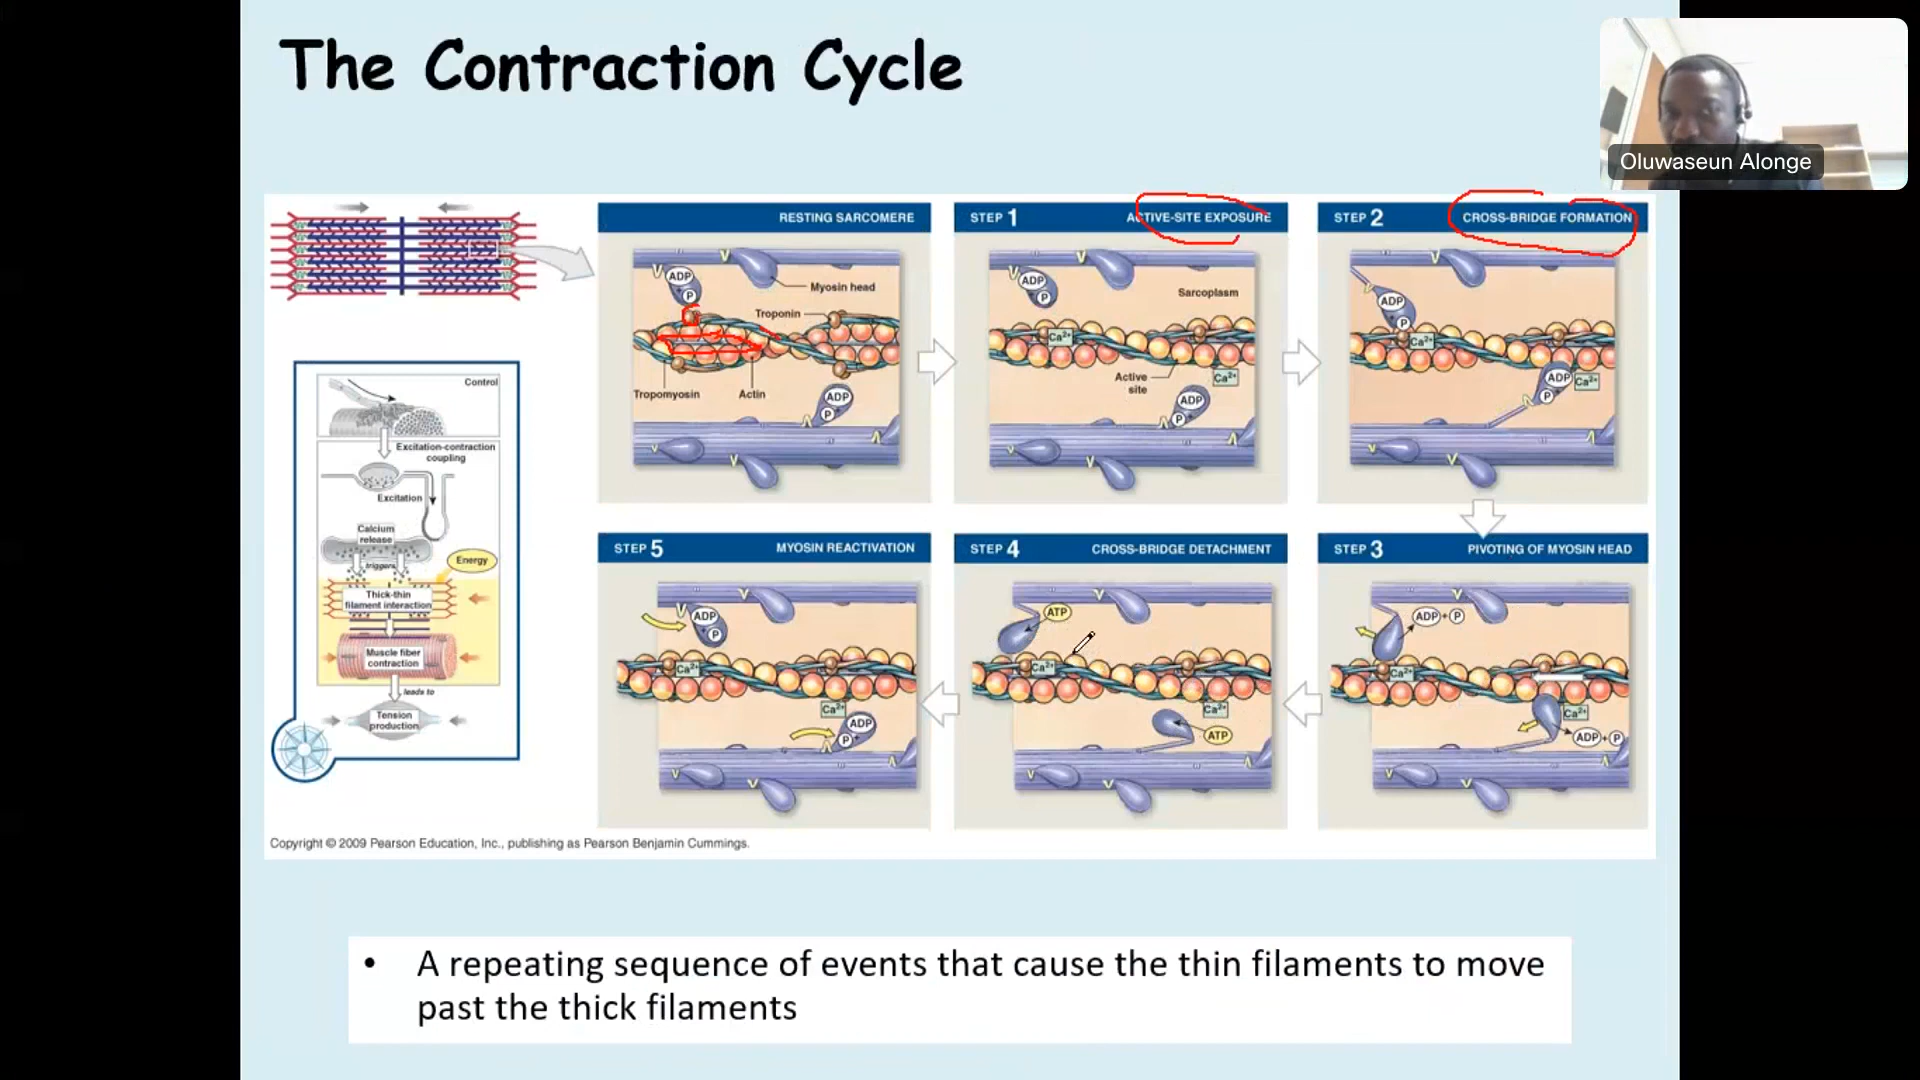 The Contraction Cycle
Oluwaseun Alonge
RESTING SARCOMERE
ADP
+
P
Myosin head
Troponin
Tropomyosin
Actin
ADP
P +
STEP 1
ACTIVE-SITE EXPOSURE
ADP
+
P
Sarcoplasm
Ca2+
Active
site
Ca2+
ADP
P +
STEP 2
CROSS-BRIDGE FORMATION
ADP
+
P
Ca2+
ADP
Ca2+
P +
Control
Excitation-contraction
coupling
Excitation
Calcium
release
triggers
Energy
Thick-thin
filament interaction
Muscle fiber
contraction
leads to
Tension
production
STEP 5
MYOSIN REACTIVATION
ADP
+
P
Ca2+
Ca2+
ADP
P +
STEP 4
CROSS-BRIDGE DETACHMENT
ATP
Ca2+
Ca2+
ATP
STEP 3
PIVOTING OF MYOSIN HEAD
ADP + P
Ca2+
Ca2+
ADP + P
Copyright © 2009 Pearson Education, Inc., publishing as Pearson Benjamin Cummings.
• A repeating sequence of events that cause the thin filaments to move
past the thick filaments